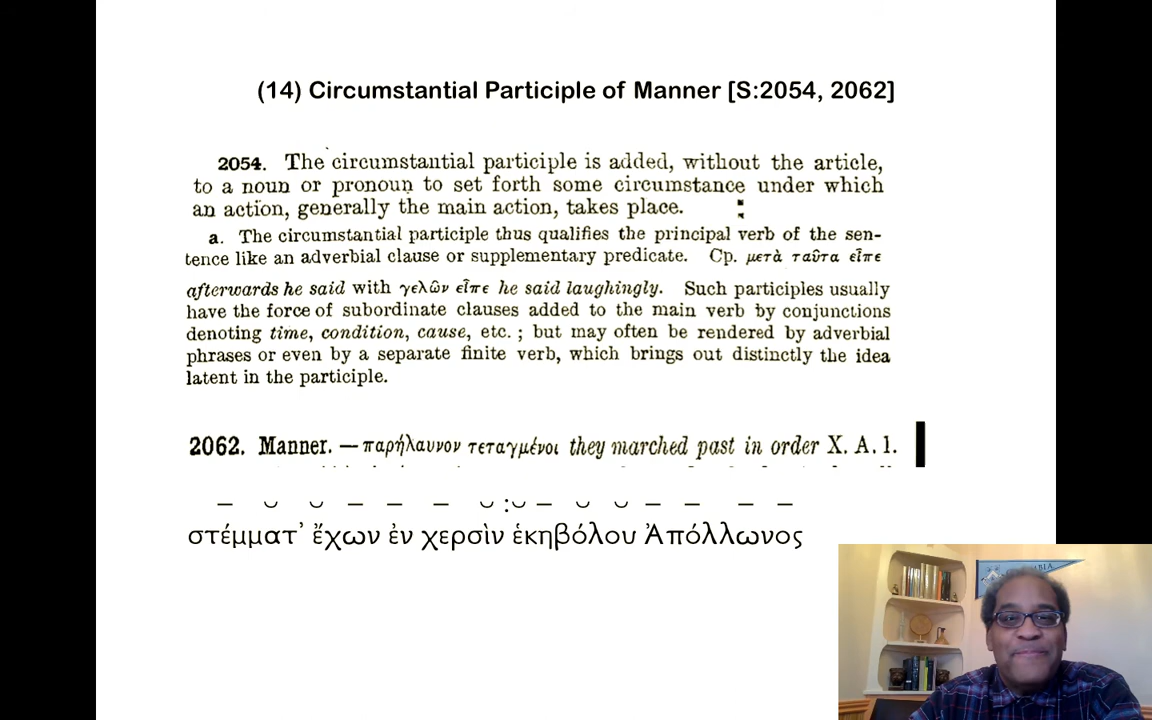 (14) Circumstantial Participle of Manner [S:2054, 2062]
2054. The circumstantial participle is added, without the article,
to a noun or pronoun to set forth some circumstance under which
an action, generally the main action, takes place.
a. The circumstantial participle thus qualifies the principal verb of the sen-
tence like an adverbial clause or supplementary predicate. Cp. μετὰ ταῦτα εἶπε
afterwards he said with γελῶν εἶπε he said laughingly. Such participles usually
have the force of subordinate clauses added to the main verb by conjunctions
denoting time, condition, cause, etc. ; but may often be rendered by adverbial
phrases or even by a separate finite verb, which brings out distinctly the idea
latent in the participle.
2062. Manner. — παρήλαυνον τεταγμένοι they marched past in order X. A. 1.
– ᴗ ᴗ – – – ᴗ :ᴗ – ᴗ ᴗ – – – –
στέμματ’ ἔχων ἐν χερσὶν ἑκηβόλου Ἀπόλλωνος